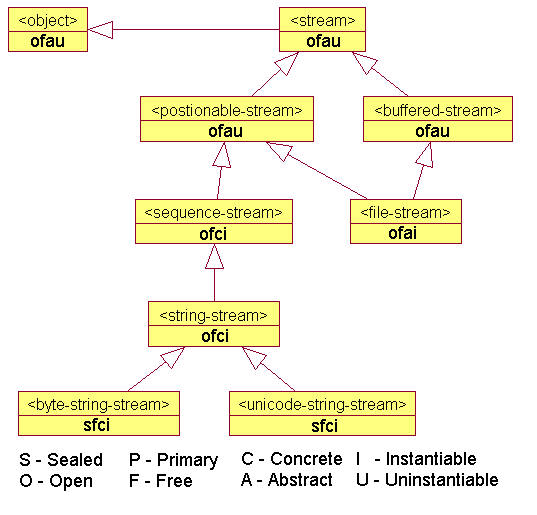 <object>
ofau
<stream>
ofau
<postionable-stream>
ofau
<buffered-stream>
ofau
<sequence-stream>
ofci
<file-stream>
ofai
<string-stream>
ofci
<byte-string-stream>
sfci
<unicode-string-stream>
sfci
S - Sealed P - Primary C - Concrete I - Instantiable
O - Open F - Free A - Abstract U - Uninstantiable